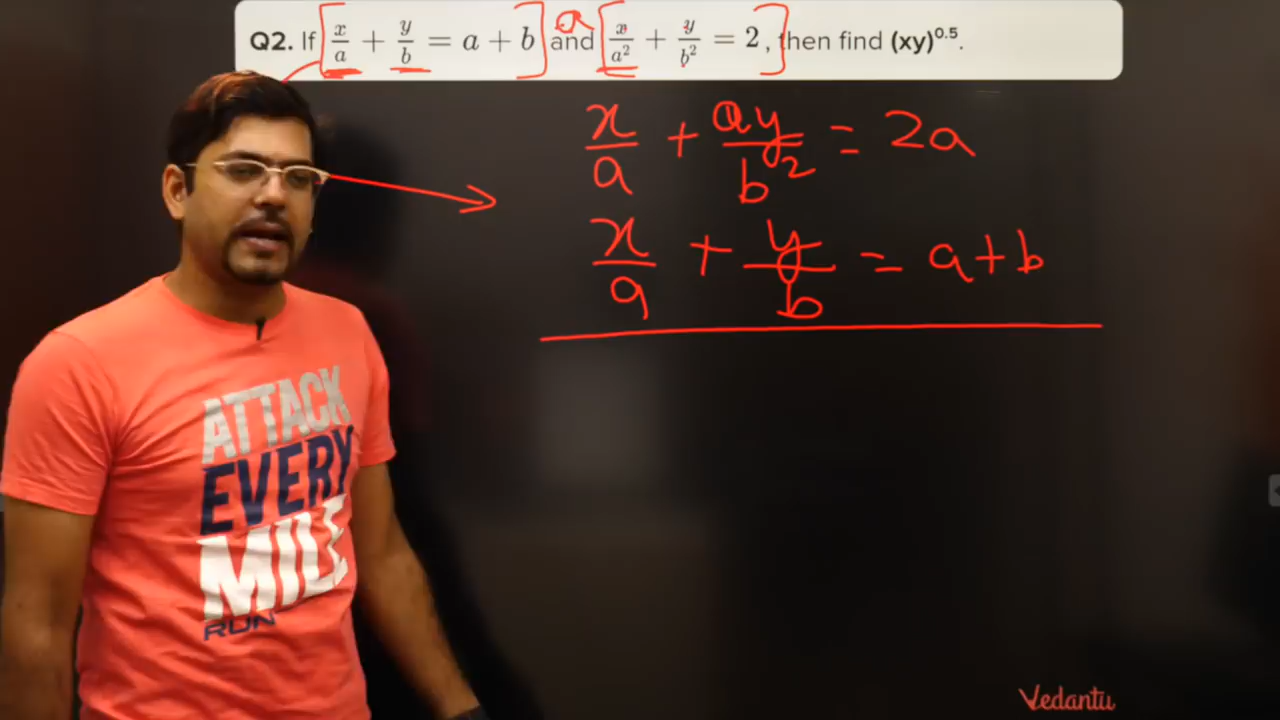 Q2. If [x/a + y/b = a + b] and a[x/a² + y/b² = 2], then find (xy)^0.5.
x/a + ay/b² = 2a
x/a + y/b = a+b
ATTACK
EVERY
MILE
RUN
Vedantu